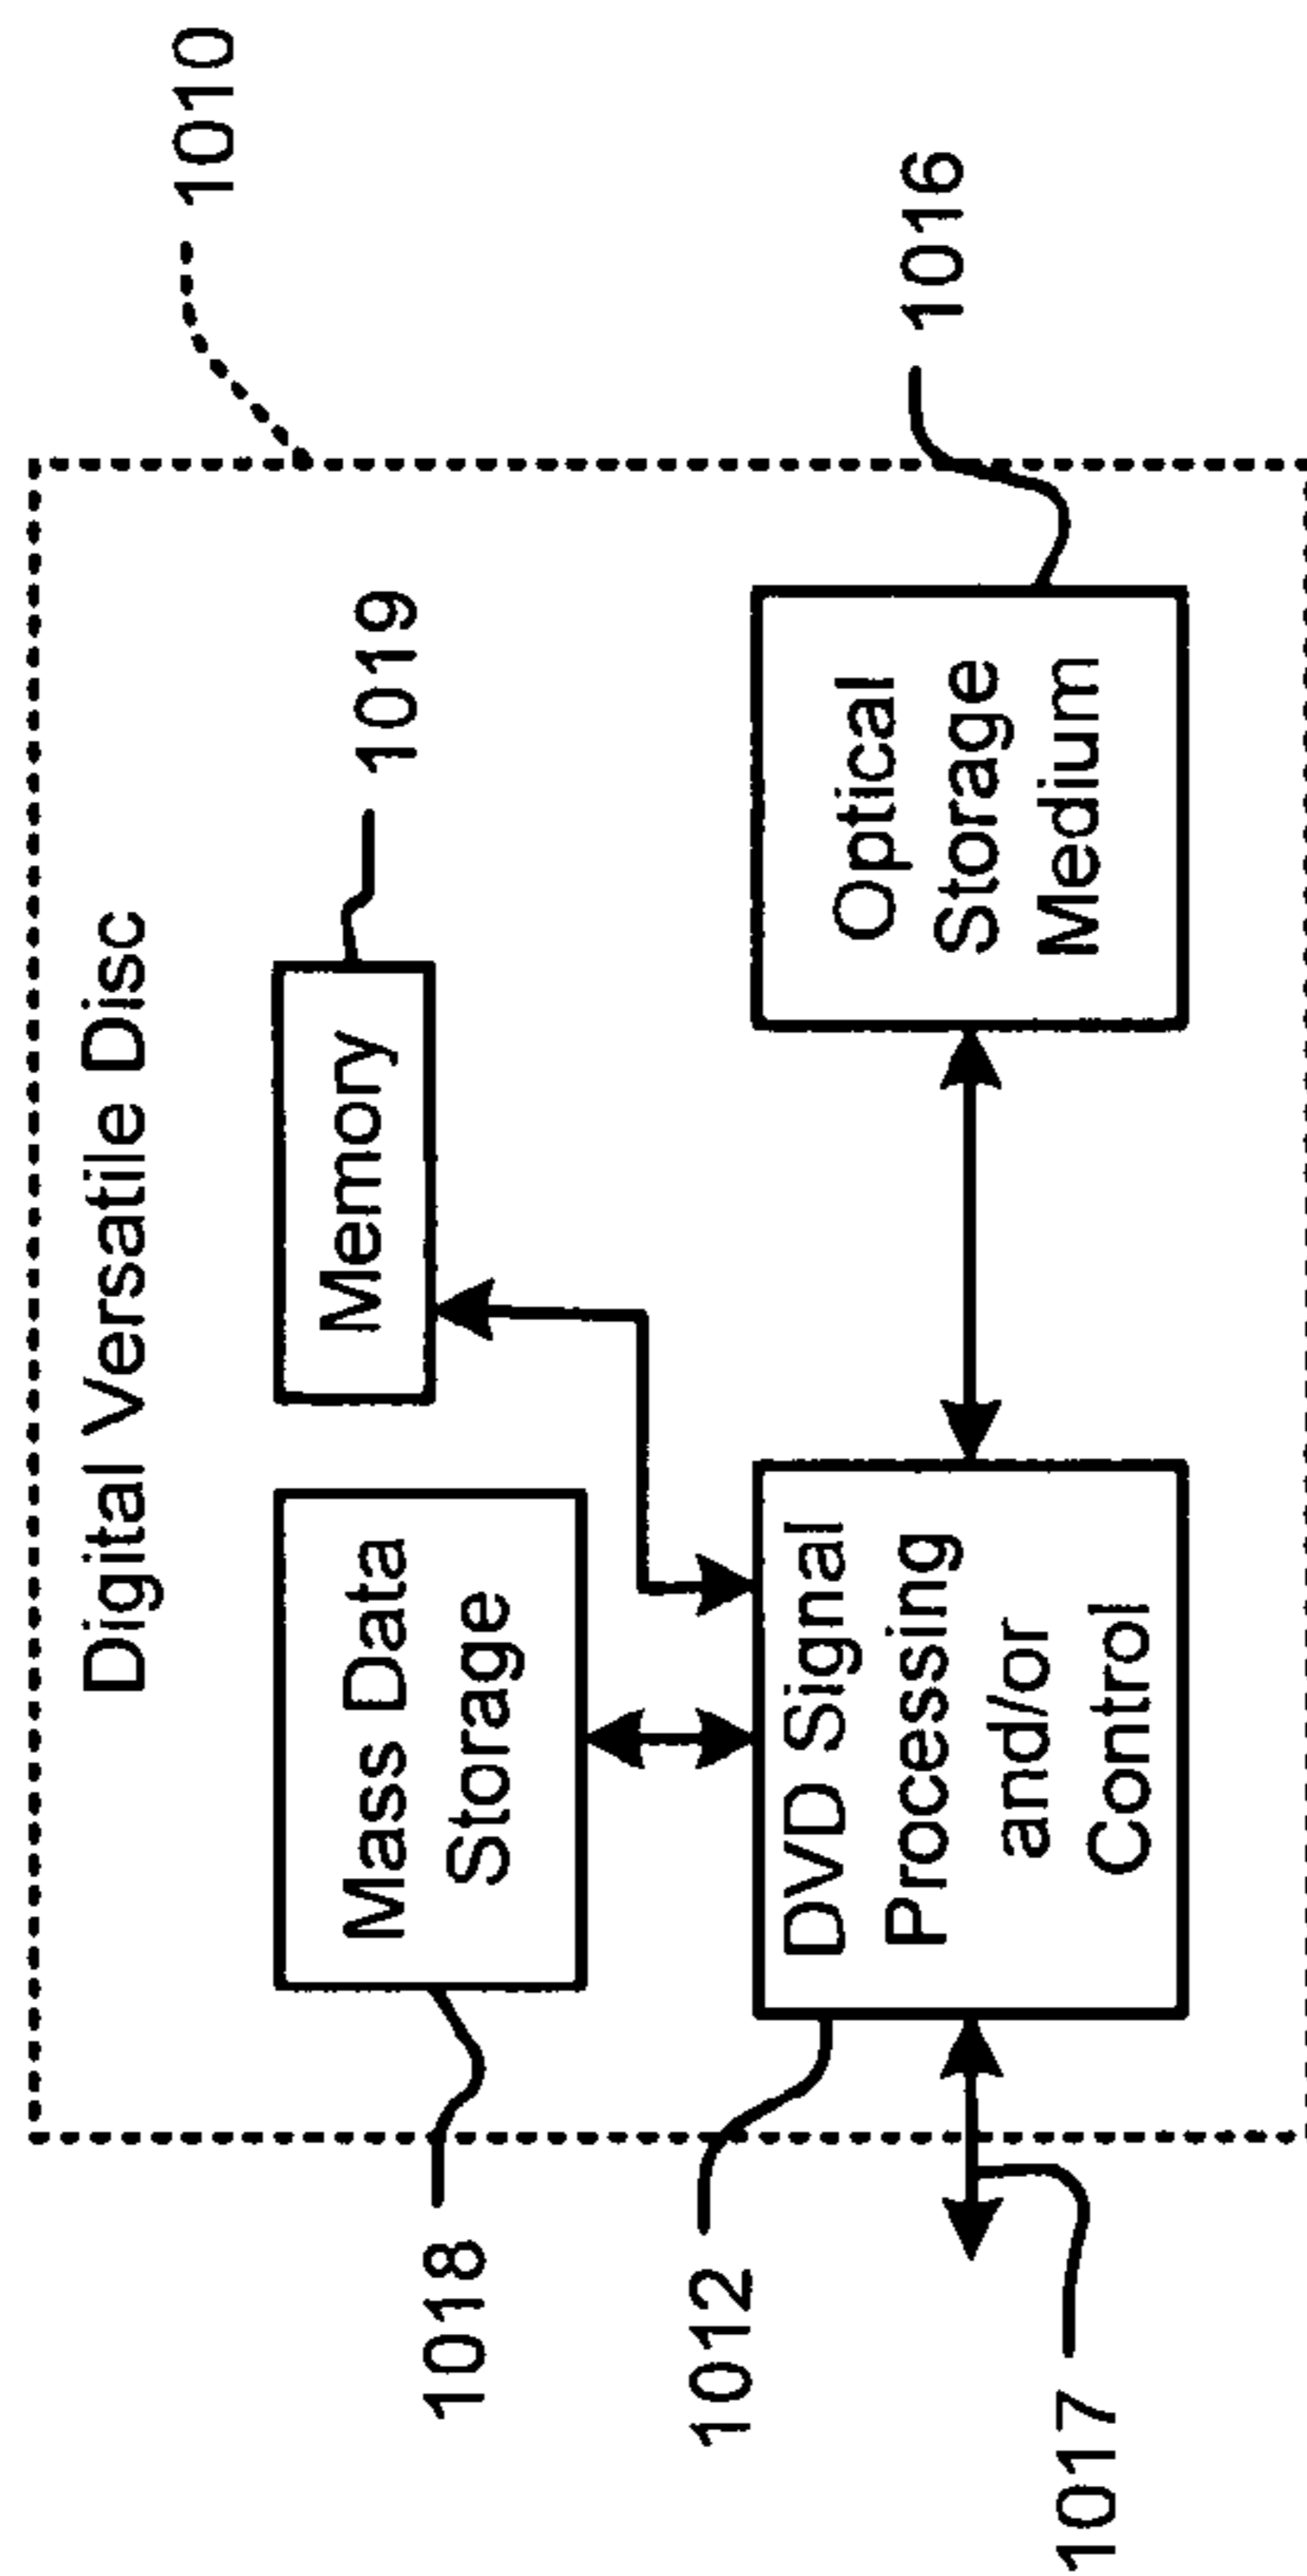 Digital Versatile Disc
1010
1018
Mass Data
Storage
Memory
1019
1012
DVD Signal
Processing
and/or
Control
Optical
Storage
Medium
1016
1017